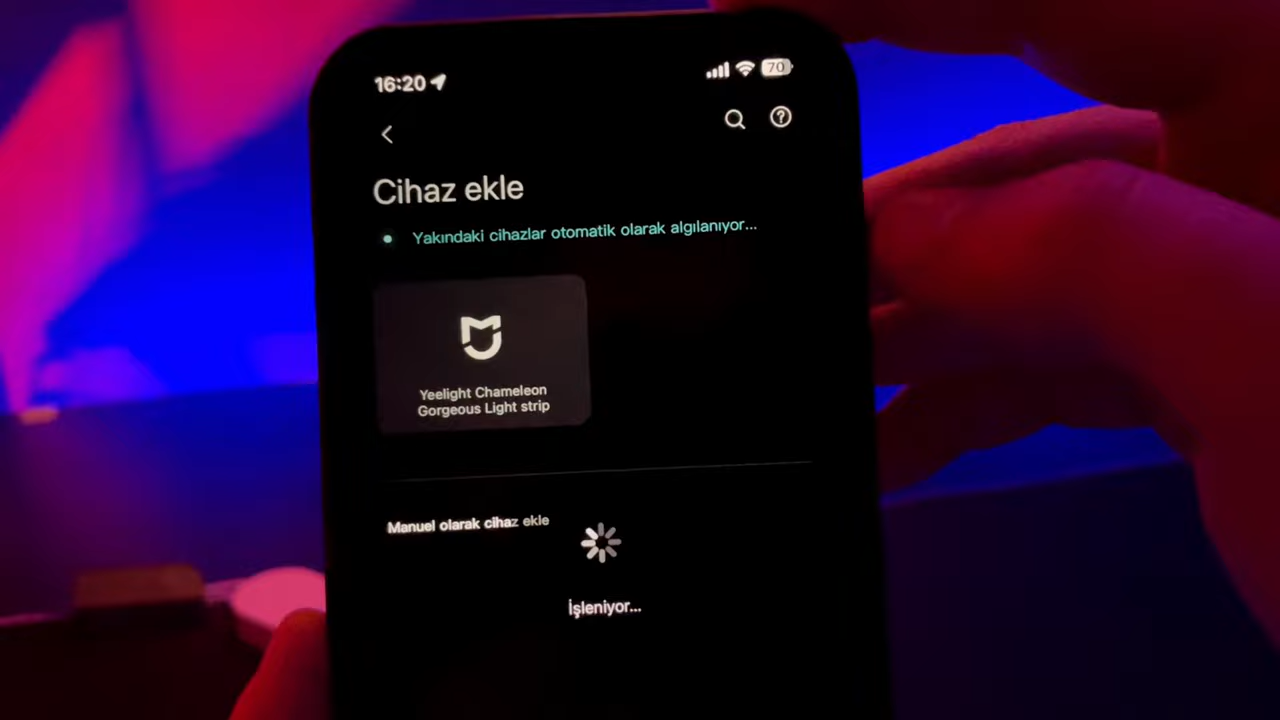 16:20
70
Cihaz ekle
Yakındaki cihazlar otomatik olarak algılanıyor...
Yeelight Chameleon
Gorgeous Light strip
Manuel olarak cihaz ekle
İşleniyor...